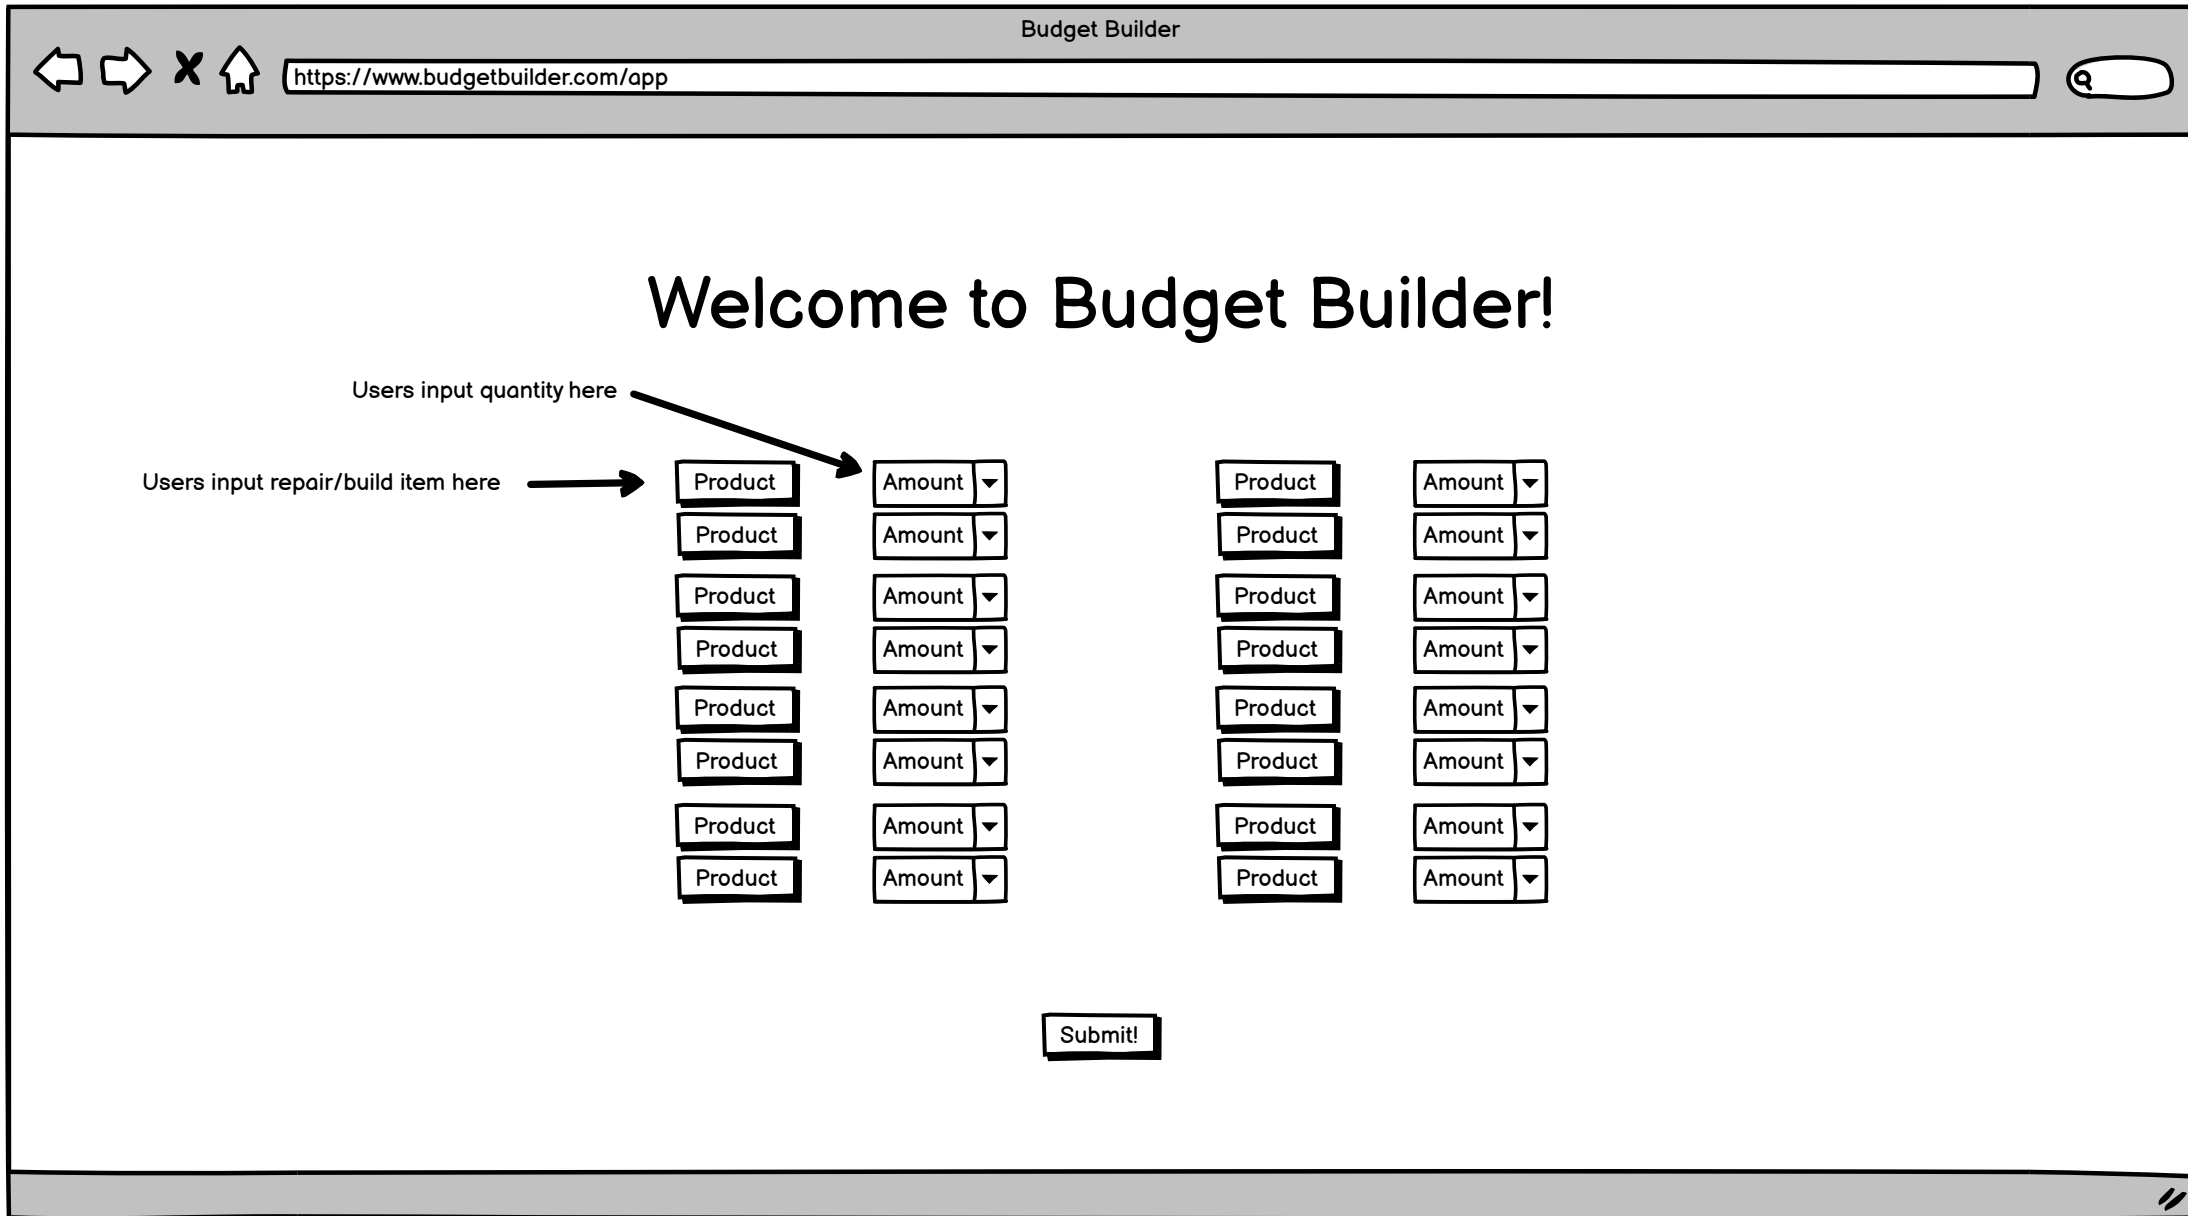 Budget Builder
https://www.budgetbuilder.com/app
Welcome to Budget Builder!
Users input quantity here
Users input repair/build item here
Product Amount Product Amount
Product Amount Product Amount
Product Amount Product Amount
Product Amount Product Amount
Product Amount Product Amount
Product Amount Product Amount
Product Amount Product Amount
Product Amount Product Amount
Submit!